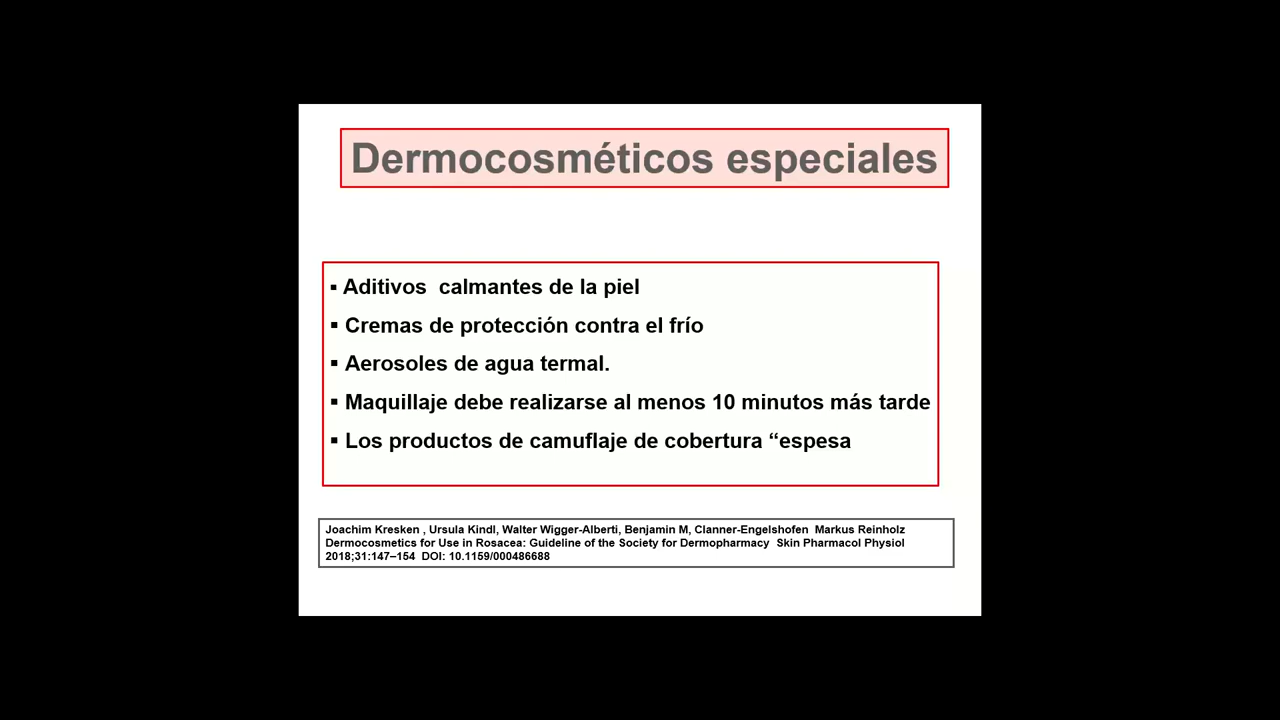 Dermocosméticos especiales
▪ Aditivos  calmantes de la piel
▪ Cremas de protección contra el frío
▪ Aerosoles de agua termal.
▪ Maquillaje debe realizarse al menos 10 minutos más tarde
▪ Los productos de camuflaje de cobertura “espesa
Joachim Kresken , Ursula Kindl, Walter Wigger-Alberti, Benjamin M, Clanner-Engelshofen  Markus Reinholz
Dermocosmetics for Use in Rosacea: Guideline of the Society for Dermopharmacy  Skin Pharmacol Physiol
2018;31:147–154  DOI: 10.1159/000486688